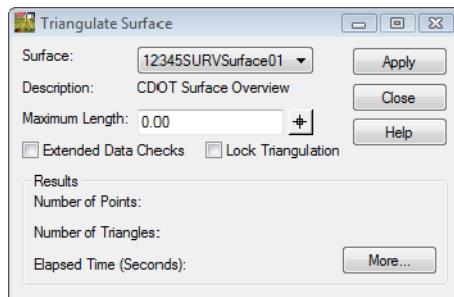 Triangulate Surface
Surface: 12345SURVSurface01
Apply
Description: CDOT Surface Overview
Close
Maximum Length: 0.00
Help
Extended Data Checks Lock Triangulation
Results
Number of Points:
Number of Triangles:
Elapsed Time (Seconds):
More...